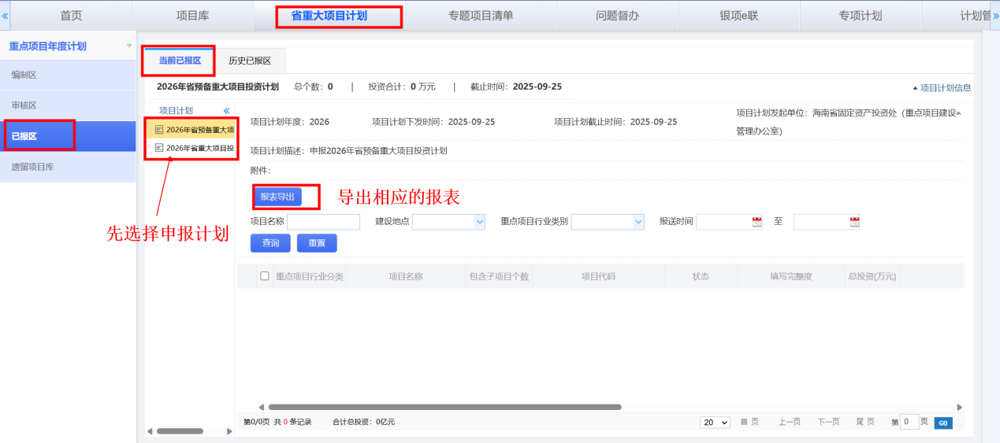 « 首页 项目库 省重大项目计划 专题项目清单 问题督办 银项e联 专项计划 计划管 »
重点项目年度计划
编制区
审核区
已报区
遗留项目库
当前已报区 历史已报区
2026年省预备重大项目投资计划 总个数：0 | 投资合计：0 万元 | 截止时间：2025-09-25 项目计划信息
项目计划 «
2026年省预备重大项
2026年省重大项目投
先选择申报计划
项目计划年度：2026 项目计划下发时间：2025-09-25 项目计划截止时间：2025-09-25 项目计划发起单位：海南省固定资产投资处（重点项目建设
管理办公室）
项目计划描述：申报2026年省预备重大项目投资计划
附件：
报表导出 导出相应的报表
项目名称 建设地点 重点项目行业类别 报送时间 至
查询 重置
重点项目行业分类 项目名称 包含子项目个数 项目代码 状态 填写完整度 总投资(万元)
第0/0页 共 0 条记录 合计总投资：0亿元 20 首 页 上一页 下一页 尾 页 第 0 页 GO